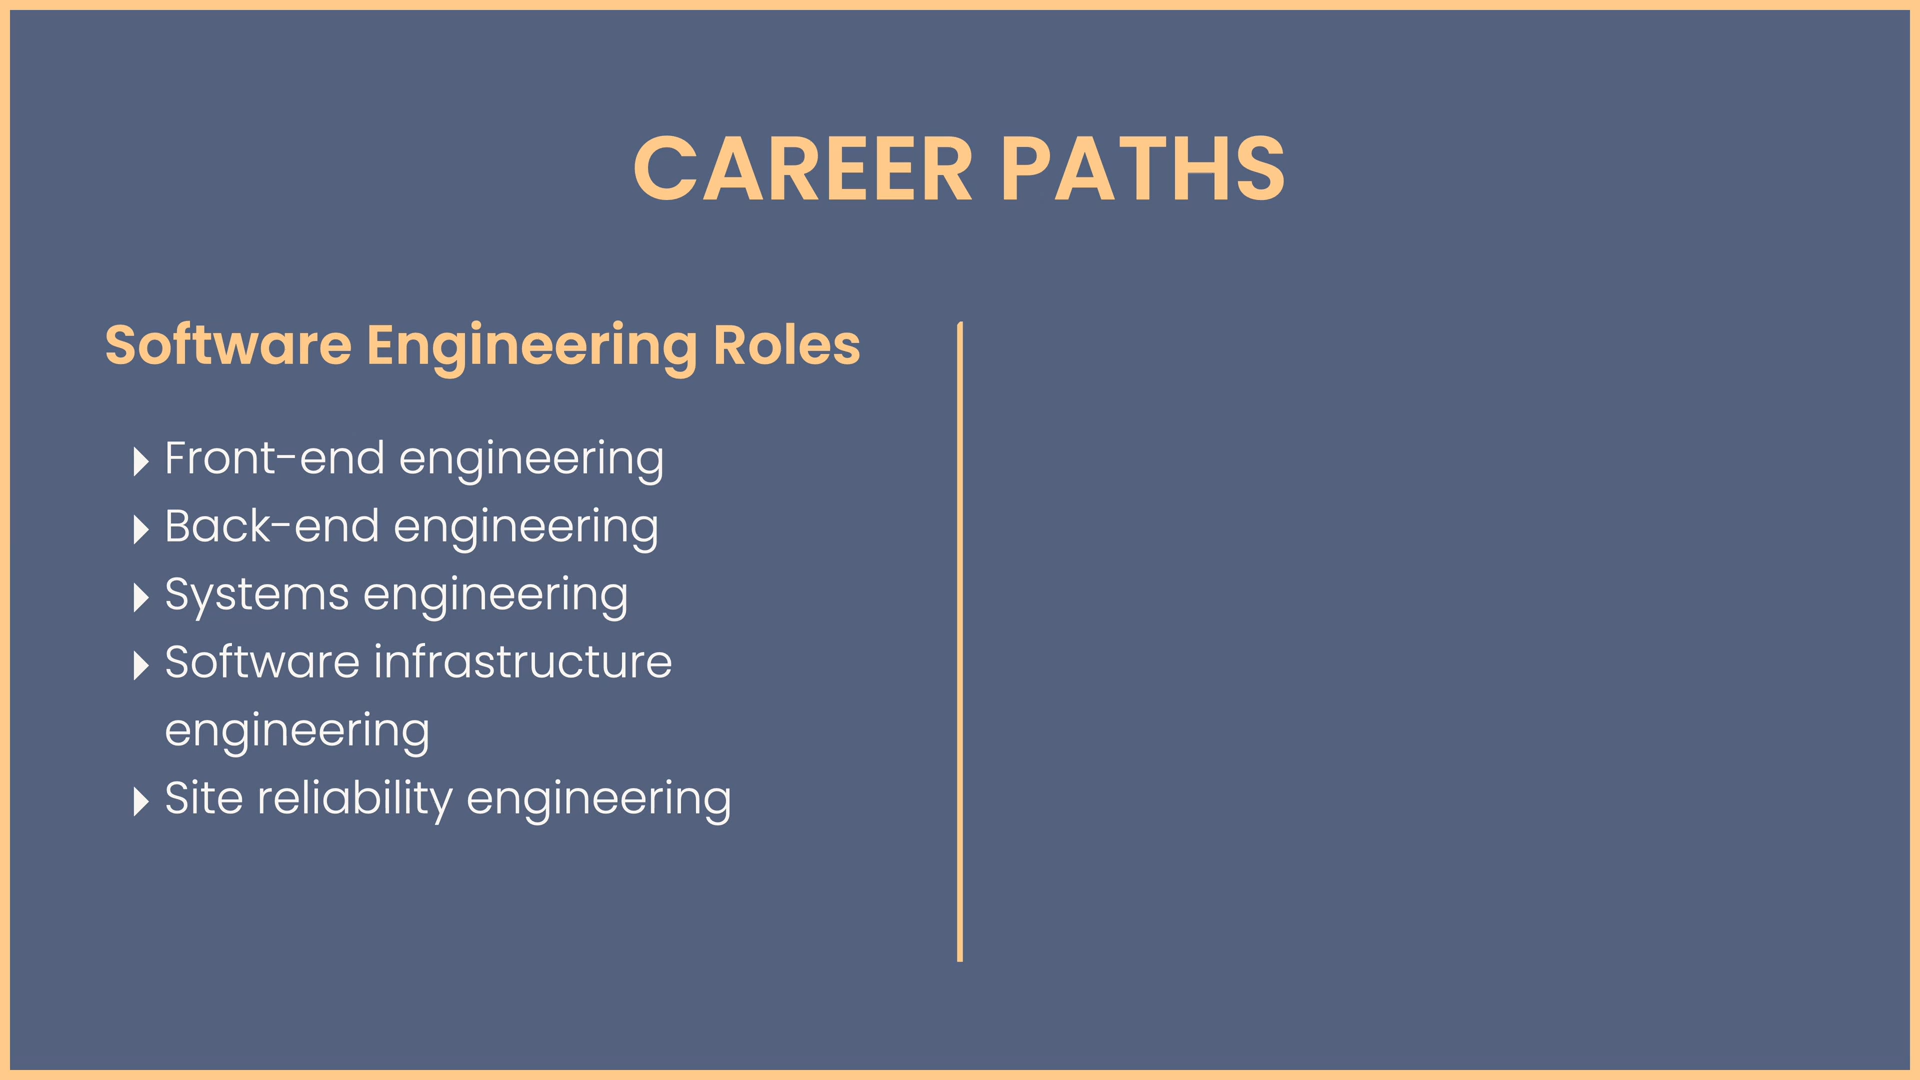 CAREER PATHS
Software Engineering Roles
Front-end engineering
Back-end engineering
Systems engineering
Software infrastructure
engineering
Site reliability engineering